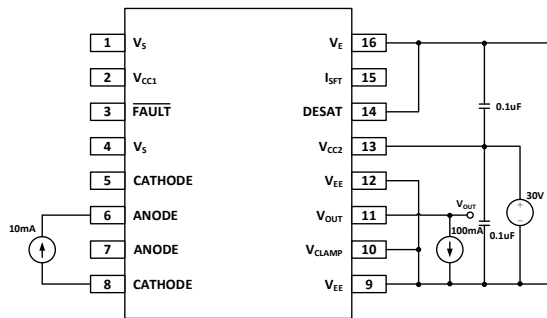 1 VS VE 16
2 VCC1 ISFT 15
3 FAULT DESAT 14
4 VS VCC2 13
5 CATHODE VEE 12
6 ANODE VOUT 11
7 ANODE VCLAMP 10
8 CATHODE VEE 9
10mA
0.1uF
VOUT
30V
100mA
0.1uF
+
-